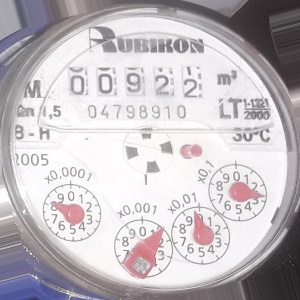 RUBIKON
M 00922 m³
Qn 1,5 04798910 LT 1-1321 2000
B - H 30°C
2005
x0,0001 x0,1
x0,001 x0,01